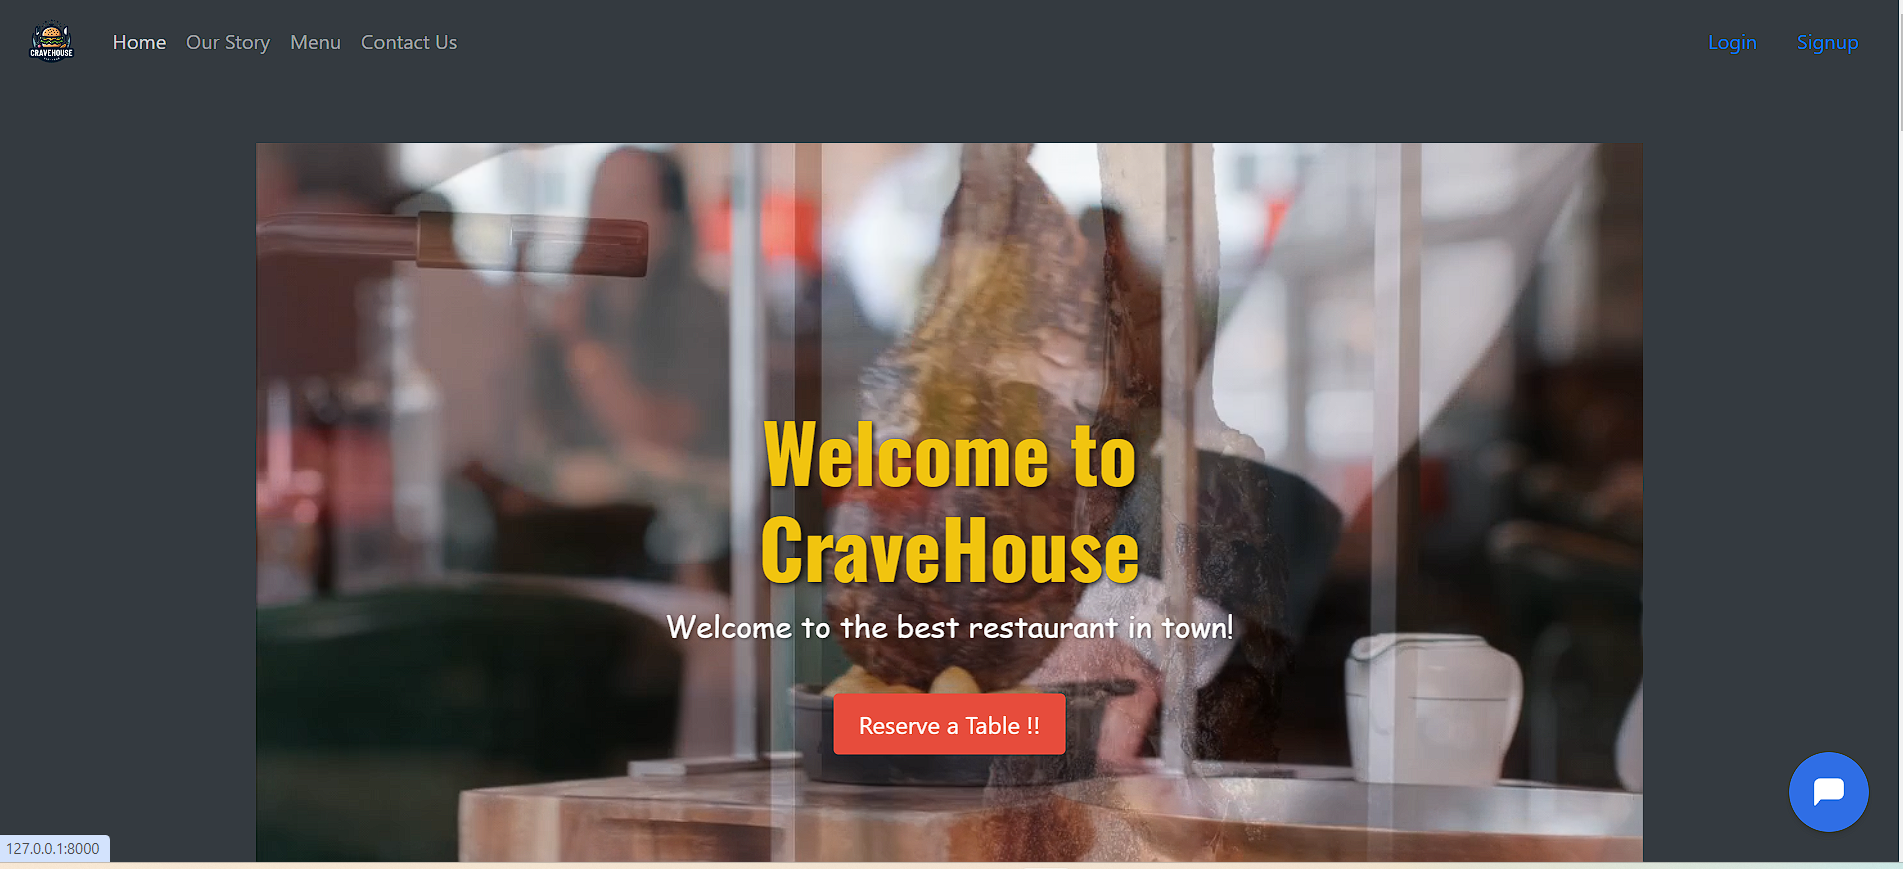 CRAVEHOUSE
Home Our Story Menu Contact Us
Login Signup
Welcome to
CraveHouse
Welcome to the best restaurant in town!
Reserve a Table !!
127.0.0.1:8000